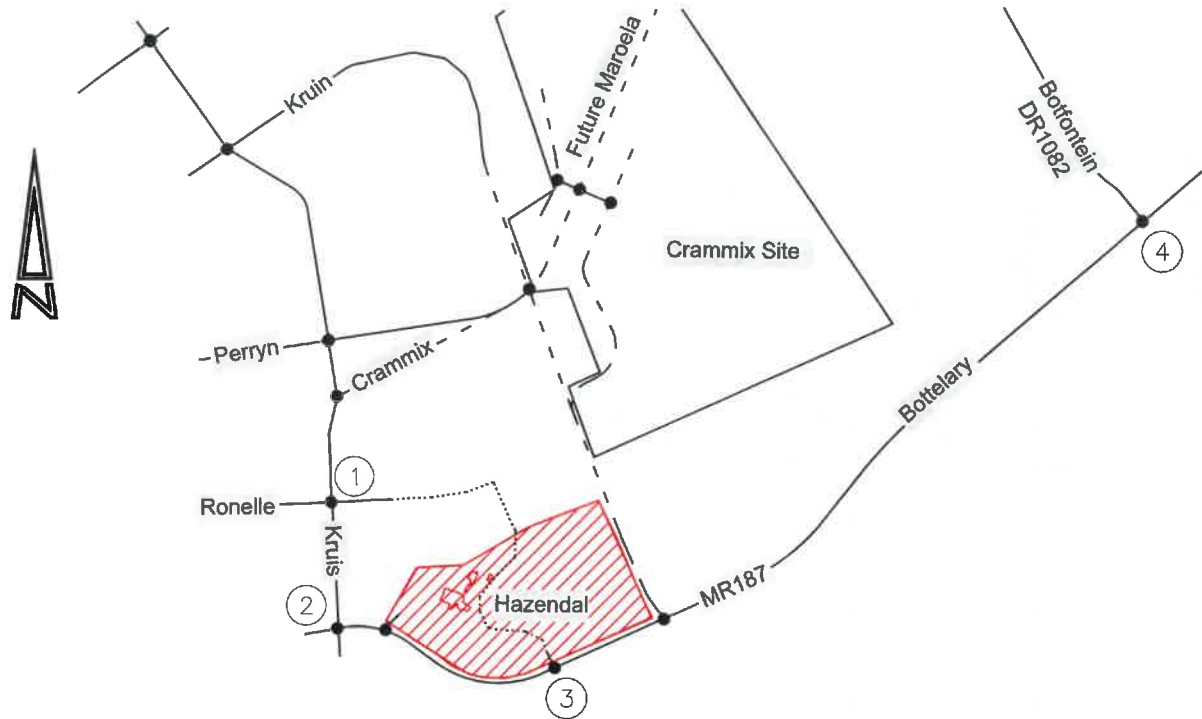 Kruin
Future Maroela
Botfontein
DR1082
N
Crammix Site
4
Perryn
Crammix
Bottelary
1
Ronelle
Kruis
MR187
2
Hazendal
3